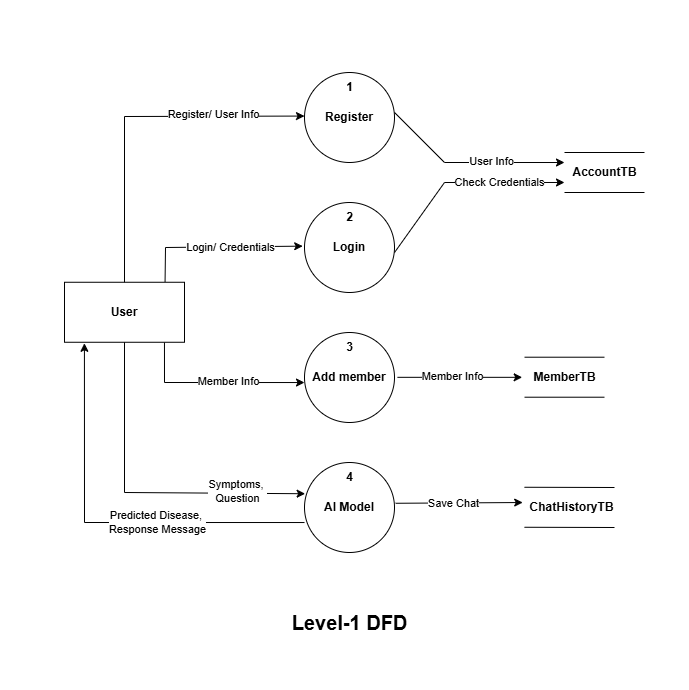 1
Register/ User Info
Register
User Info
AccountTB
Check Credentials
2
Login/ Credentials
Login
User
3
Member Info
Add member
Member Info
MemberTB
4
Symptoms,
Question
AI Model
Save Chat
ChatHistoryTB
Predicted Disease,
Response Message
Level-1 DFD